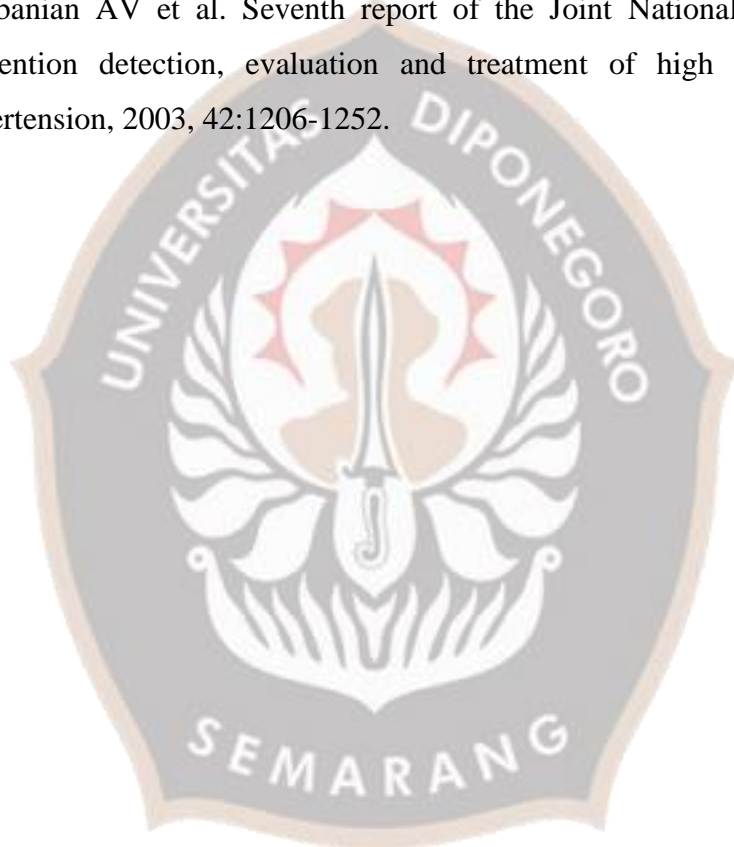 banian AV et al. Seventh report of the Joint National
ention detection, evaluation and treatment of high
ertension, 2003, 42:1206-1252.
UNIVERSITAS DIPONEGORO
SEMARANG